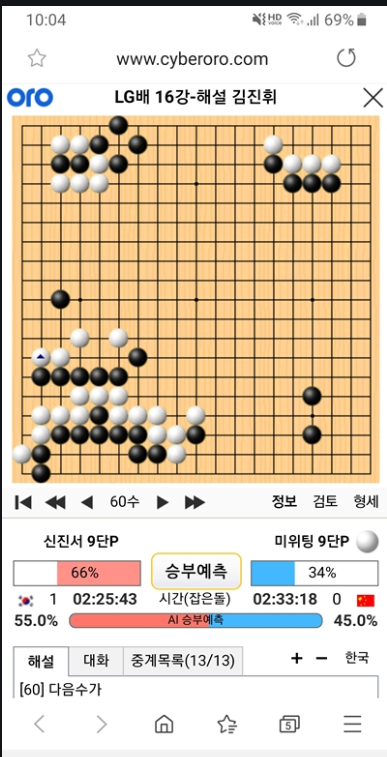 10:04 HD VOICE 69%
www.cyberoro.com
oro LG배 16강-해설 김진휘
60수 정보 검토 형세
신진서 9단P 미위팅 9단P
66% 승부예측 34%
1 02:25:43 시간(잡은돌) 02:33:18 0
55.0% AI 승부예측 45.0%
해설 대화 중계목록(13/13) + − 한국
[60] 다음수가
5